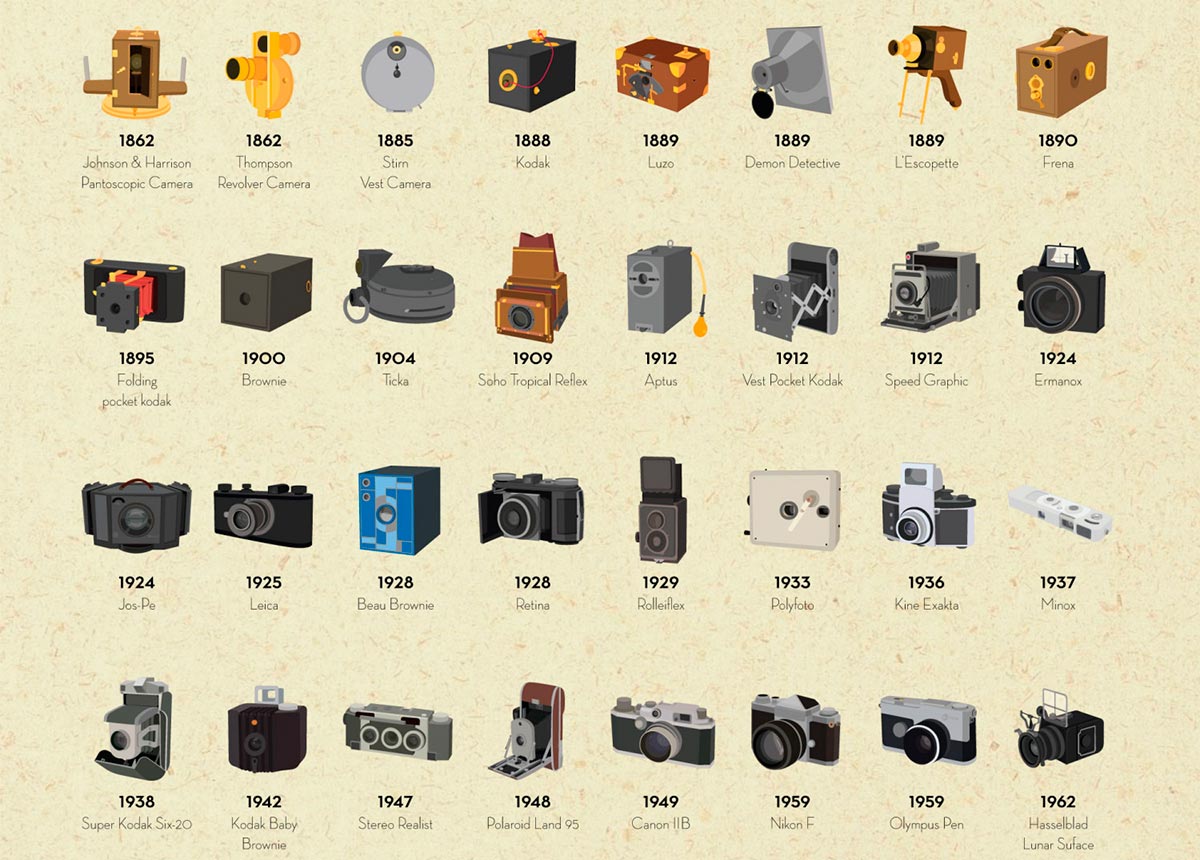 1862
Johnson & Harrison
Pantoscopic Camera
1862
Thompson
Revolver Camera
1885
Stirn
Vest Camera
1888
Kodak
1889
Luzo
1889
Demon Detective
1889
L'Escopette
1890
Frena
1895
Folding
pocket kodak
1900
Brownie
1904
Ticka
1909
Soho Tropical Reflex
1912
Aptus
1912
Vest Pocket Kodak
1912
Speed Graphic
1924
Ermanox
1924
Jos-Pe
1925
Leica
1928
Beau Brownie
1928
Retina
1929
Rolleiflex
1933
Polyfoto
1936
Kine Exakta
1937
Minox
1938
Super Kodak Six-20
1942
Kodak Baby
Brownie
1947
Stereo Realist
1948
Polaroid Land 95
1949
Canon IIB
1959
Nikon F
1959
Olympus Pen
1962
Hasselblad
Lunar Suface